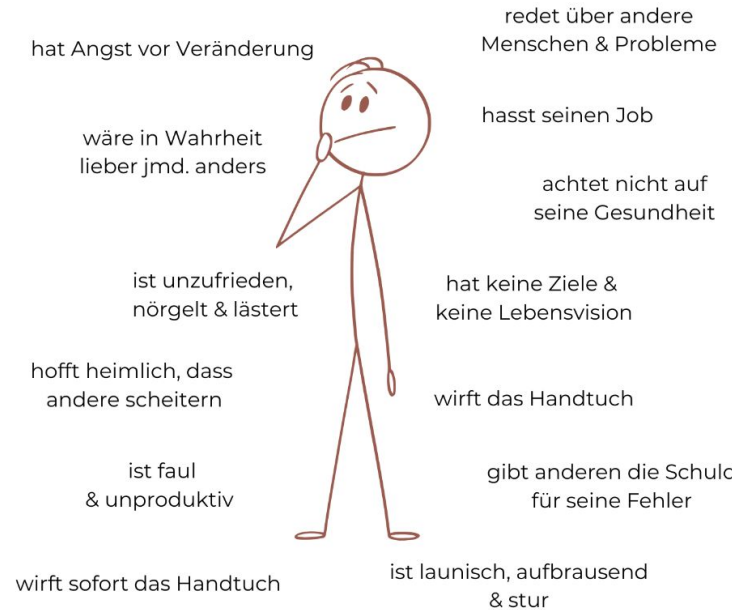 redet über andere
Menschen & Probleme
hat Angst vor Veränderung
hasst seinen Job
wäre in Wahrheit
lieber jmd. anders
achtet nicht auf
seine Gesundheit
ist unzufrieden,
nörgelt & lästert
hat keine Ziele &
keine Lebensvision
hofft heimlich, dass
andere scheitern
wirft das Handtuch
ist faul
& unproduktiv
gibt anderen die Schuld
für seine Fehler
wirft sofort das Handtuch
ist launisch, aufbrausend
& stur